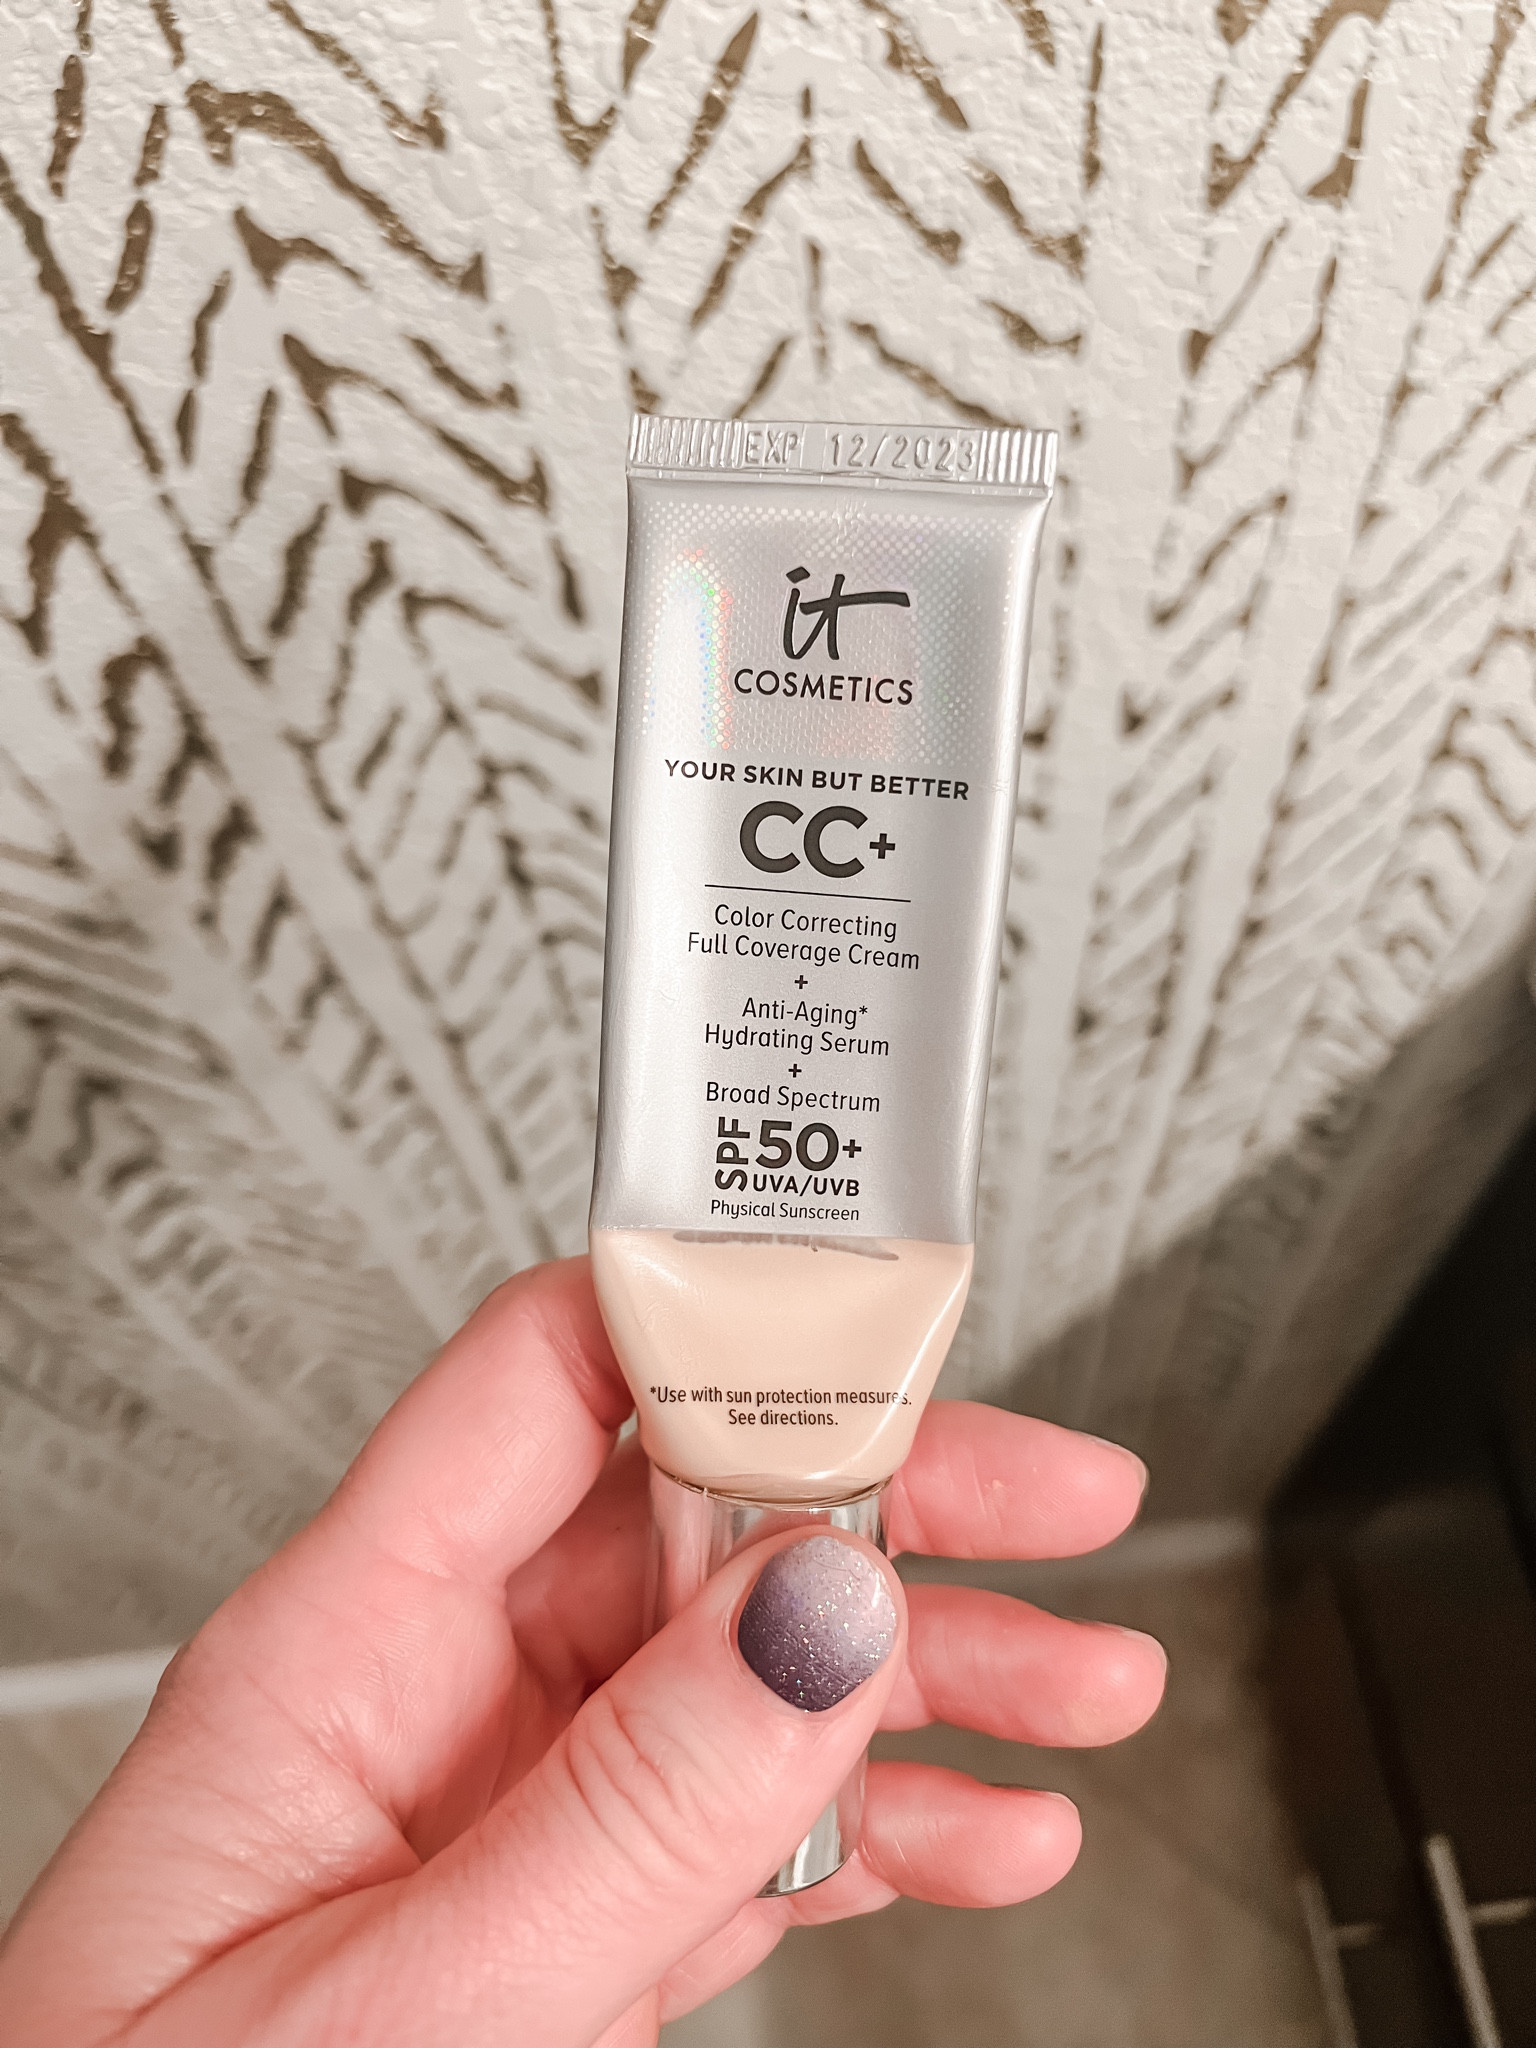 EXP 12/2023
it
COSMETICS
YOUR SKIN BUT BETTER
CC+
Color Correcting
Full Coverage Cream
+
Anti-Aging*
Hydrating Serum
+
Broad Spectrum
SPF 50+
UVA/UVB
Physical Sunscreen
*Use with sun protection measures.
See directions.